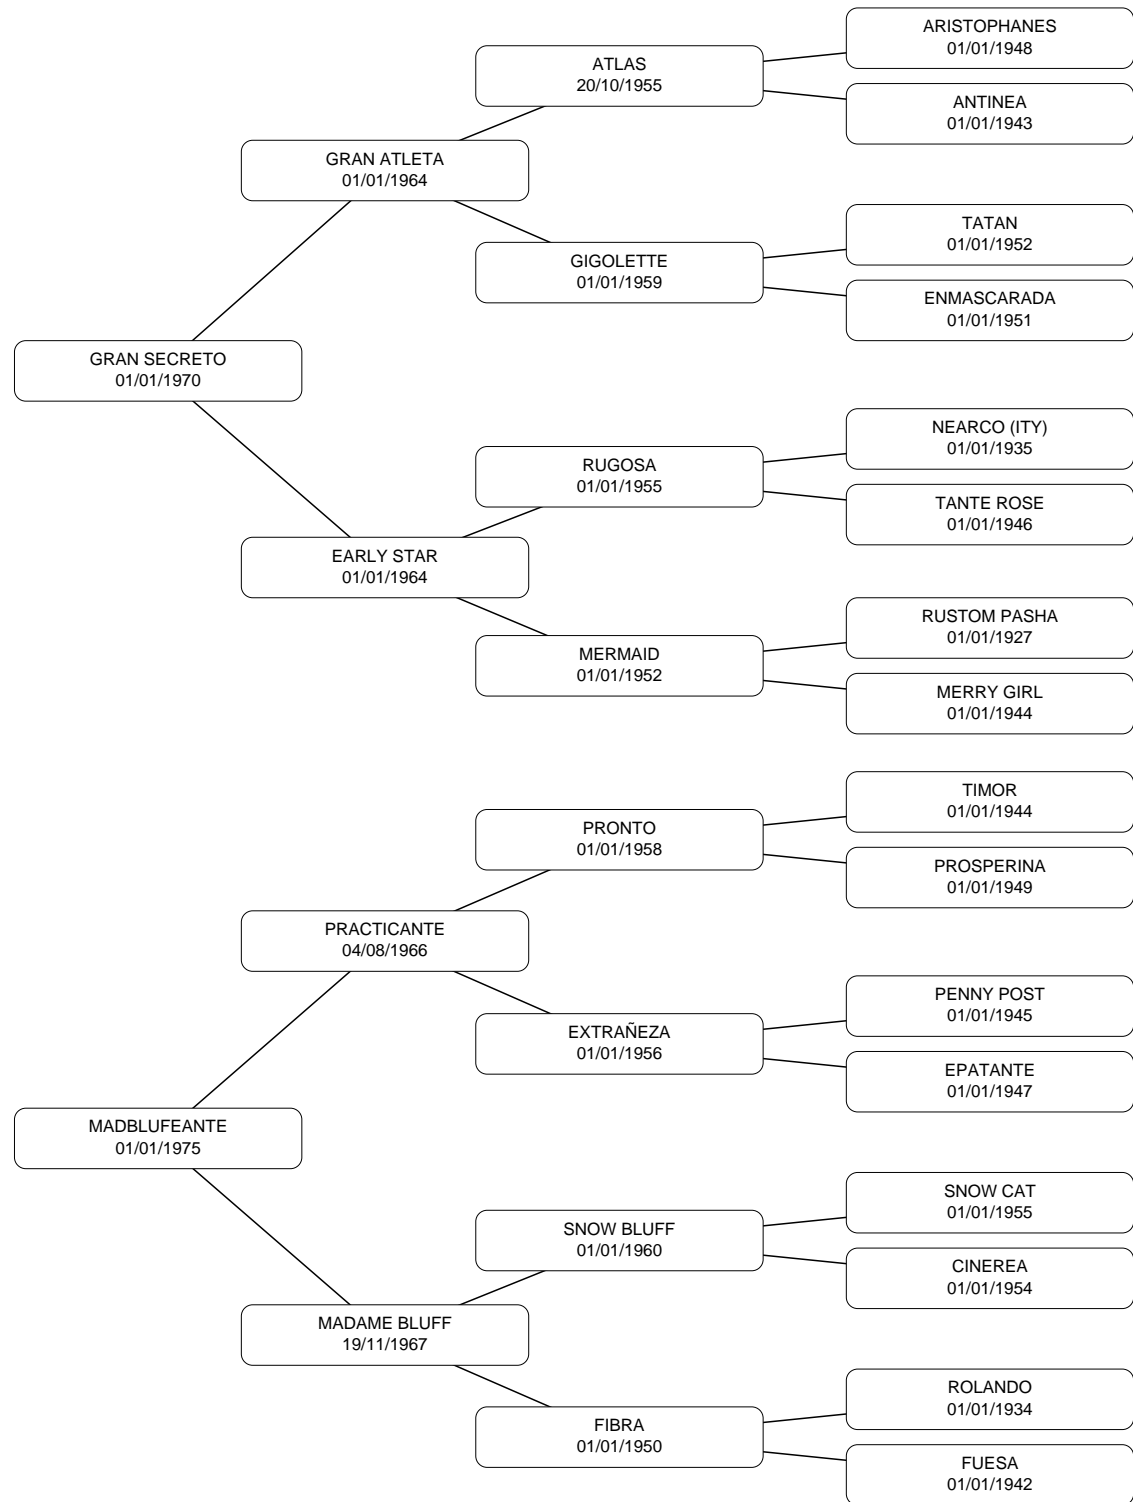 ARISTOPHANES
01/01/1948
ATLAS
20/10/1955
ANTINEA
01/01/1943
GRAN ATLETA
01/01/1964
TATAN
01/01/1952
GIGOLETTE
01/01/1959
ENMASCARADA
01/01/1951
GRAN SECRETO
01/01/1970
NEARCO (ITY)
01/01/1935
RUGOSA
01/01/1955
TANTE ROSE
01/01/1946
EARLY STAR
01/01/1964
RUSTOM PASHA
01/01/1927
MERMAID
01/01/1952
MERRY GIRL
01/01/1944
TIMOR
01/01/1944
PRONTO
01/01/1958
PROSPERINA
01/01/1949
PRACTICANTE
04/08/1966
PENNY POST
01/01/1945
EXTRAÑEZA
01/01/1956
EPATANTE
01/01/1947
MADBLUFEANTE
01/01/1975
SNOW CAT
01/01/1955
SNOW BLUFF
01/01/1960
CINEREA
01/01/1954
MADAME BLUFF
19/11/1967
ROLANDO
01/01/1934
FIBRA
01/01/1950
FUESA
01/01/1942